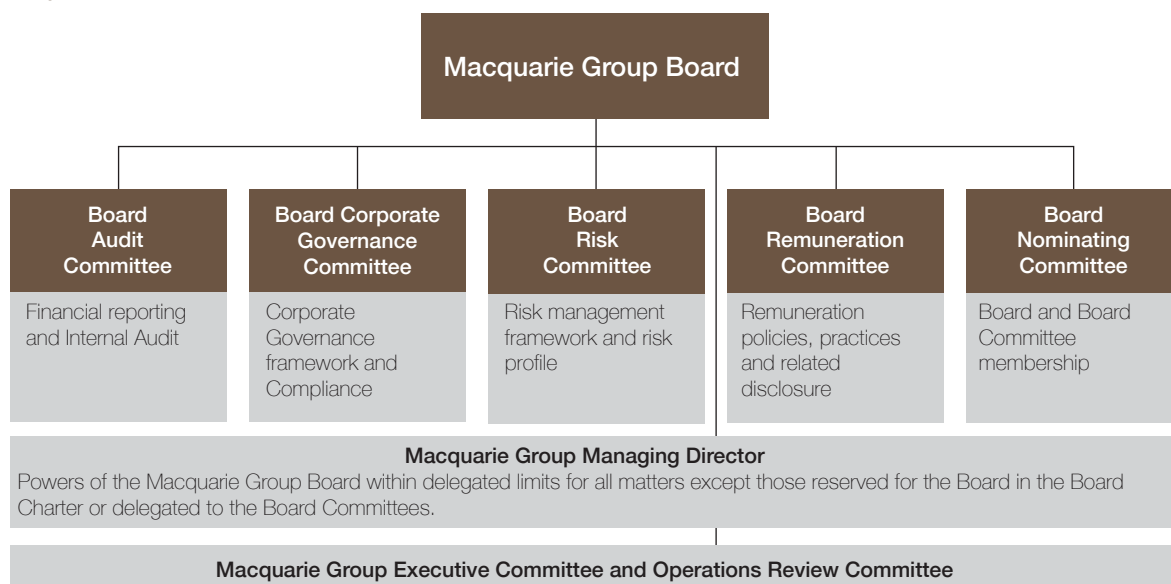 Macquarie Group Board
Board
Audit
Committee
Financial reporting
and Internal Audit
Board Corporate
Governance
Committee
Corporate
Governance
framework and
Compliance
Board
Risk
Committee
Risk management
framework and risk
profile
Board
Remuneration
Committee
Remuneration
policies, practices
and related
disclosure
Board
Nominating
Committee
Board and Board
Committee
membership
Macquarie Group Managing Director
Powers of the Macquarie Group Board within delegated limits for all matters except those reserved for the Board in the Board
Charter or delegated to the Board Committees.
Macquarie Group Executive Committee and Operations Review Committee